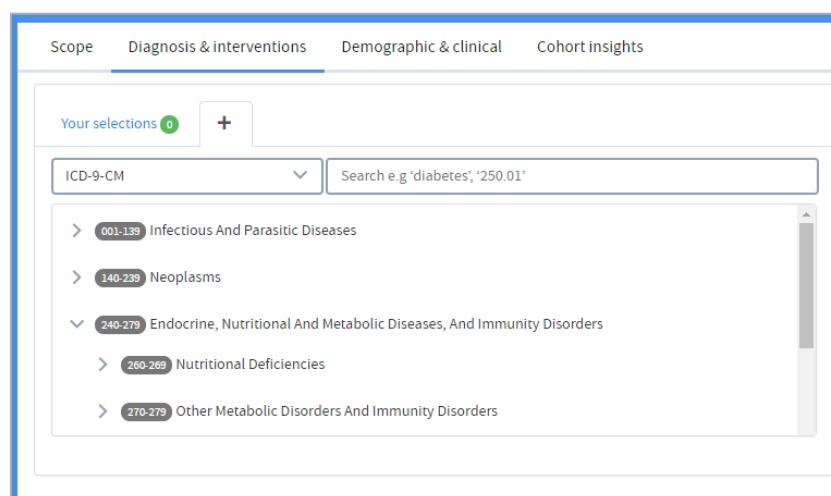 Scope Diagnosis & interventions Demographic & clinical Cohort insights
Your selections 0 +
ICD-9-CM Search e.g ‘diabetes’, ‘250.01’
001-139 Infectious And Parasitic Diseases
140-239 Neoplasms
240-279 Endocrine, Nutritional And Metabolic Diseases, And Immunity Disorders
260-269 Nutritional Deficiencies
270-279 Other Metabolic Disorders And Immunity Disorders